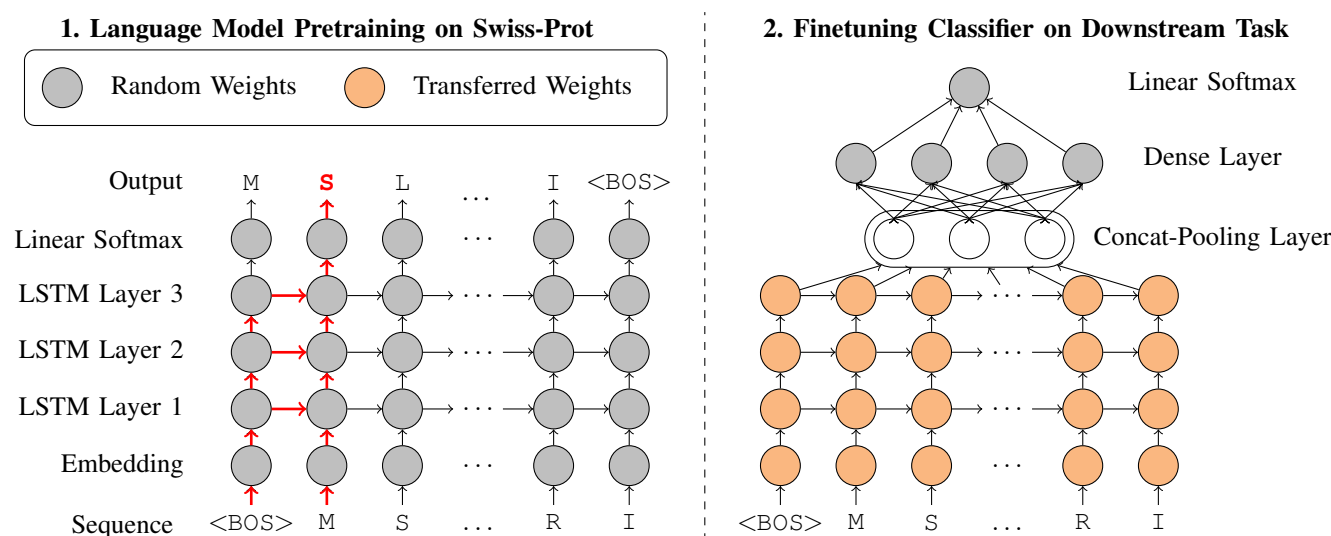 1. Language Model Pretraining on Swiss-Prot
Random Weights Transferred Weights
Output M S L ... I <BOS>
Linear Softmax ...
LSTM Layer 3 ...
LSTM Layer 2 ...
LSTM Layer 1 ...
Embedding ...
Sequence <BOS> M S ... R I
2. Finetuning Classifier on Downstream Task
Linear Softmax
Dense Layer
Concat-Pooling Layer
...
...
...
...
<BOS> M S ... R I